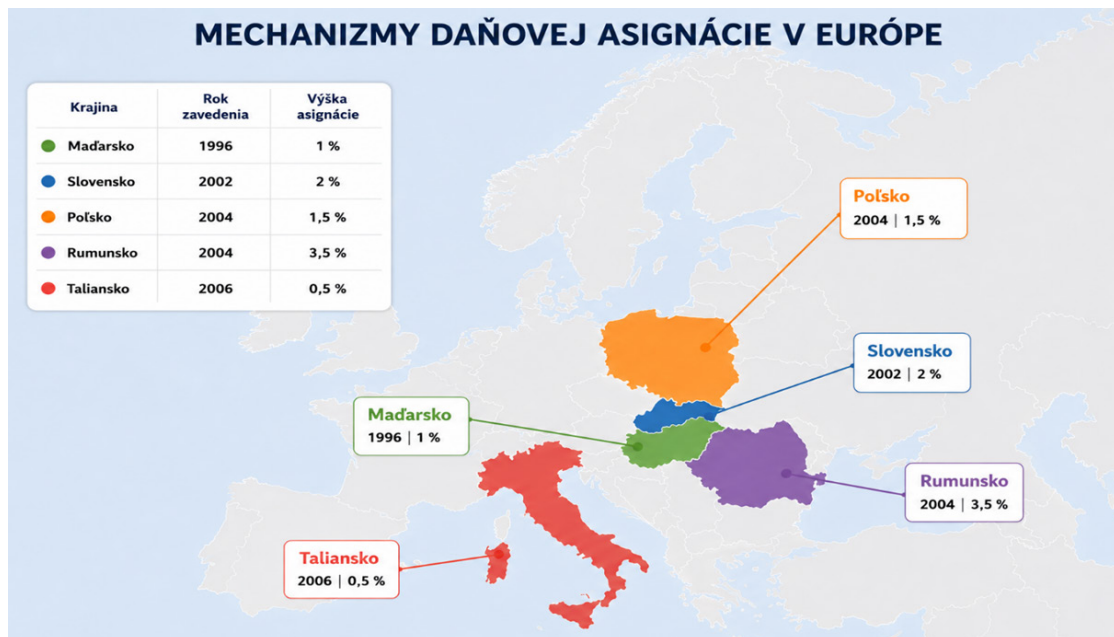 MECHANIZMY DAŇOVEJ ASIGNÁCIE V EURÓPE
Krajina Rok zavedenia Výška asignácie
Maďarsko 1996 1 %
Slovensko 2002 2 %
Poľsko 2004 1,5 %
Rumunsko 2004 3,5 %
Taliansko 2006 0,5 %
Poľsko
2004 | 1,5 %
Slovensko
2002 | 2 %
Maďarsko
1996 | 1 %
Rumunsko
2004 | 3,5 %
Taliansko
2006 | 0,5 %